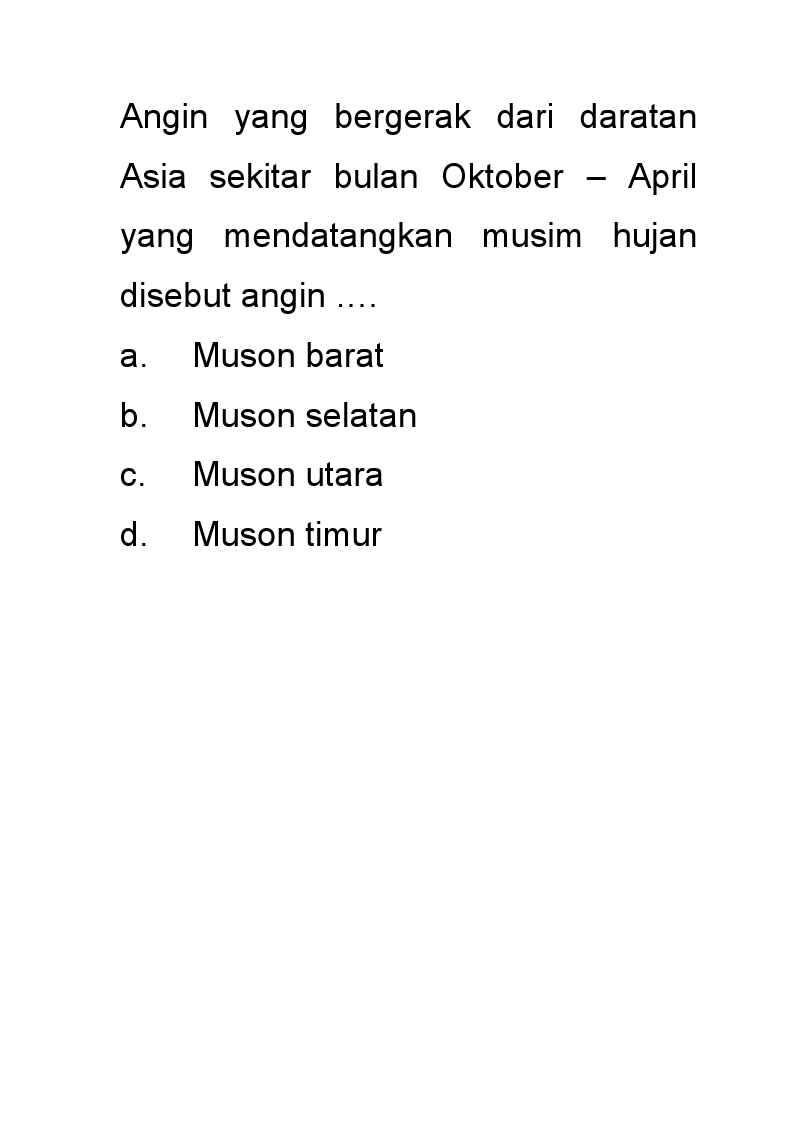 Angin yang bergerak dari daratan
Asia sekitar bulan Oktober – April
yang mendatangkan musim hujan
disebut angin ….
a. Muson barat
b. Muson selatan
c. Muson utara
d. Muson timur